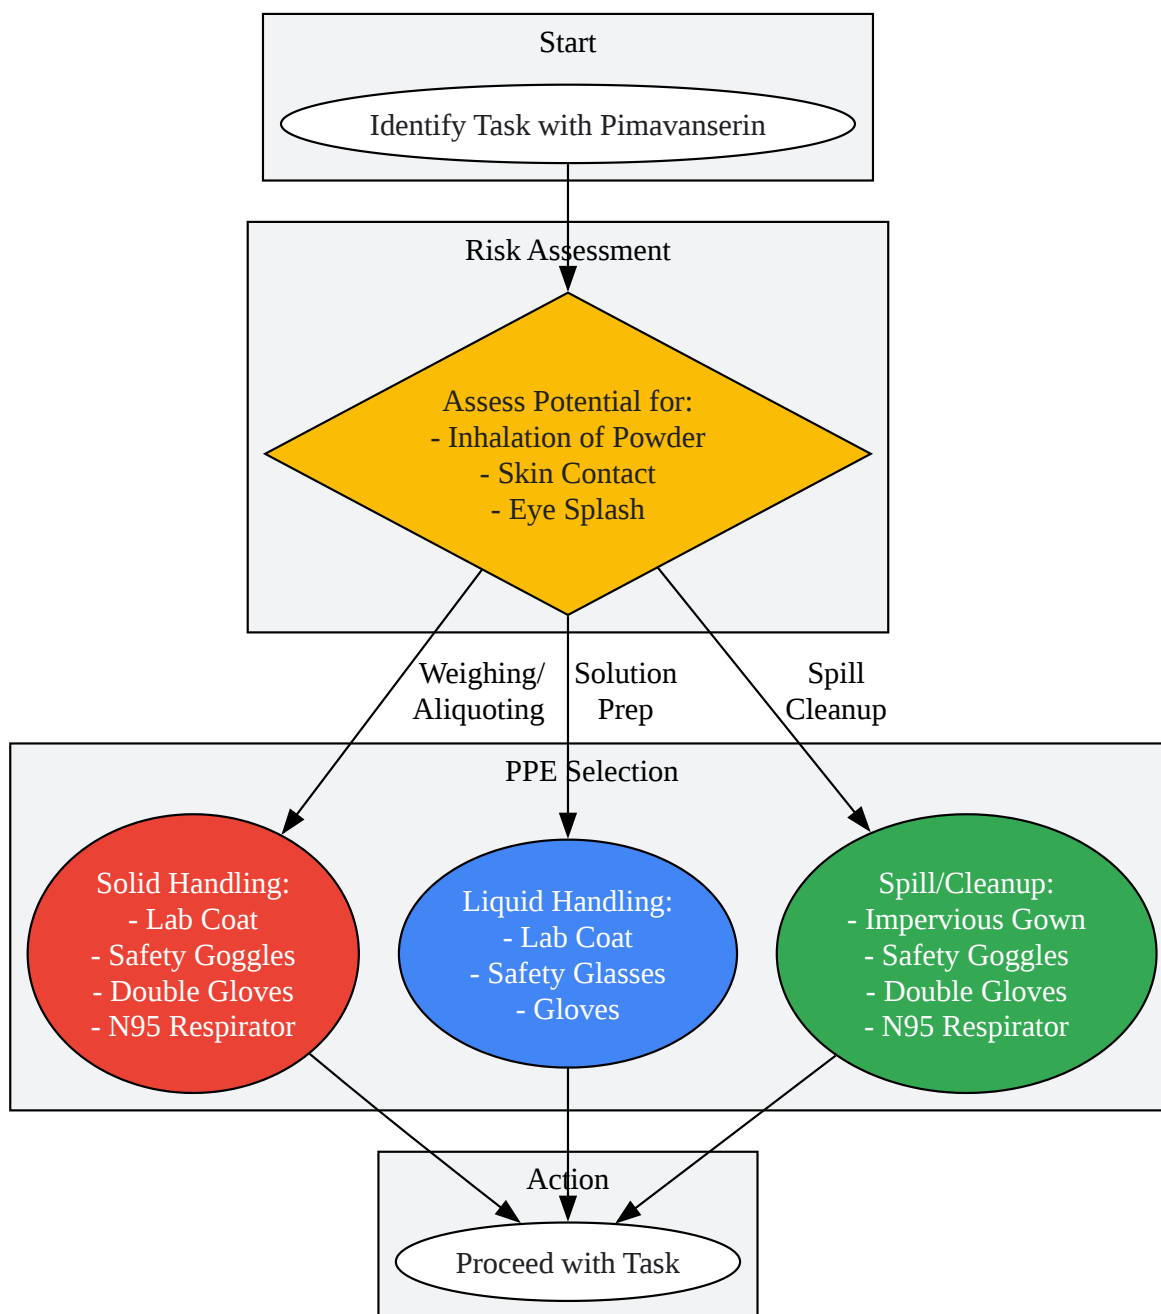 Start
Identify Task with Pimavanserin
Risk Assessment
Assess Potential for:
- Inhalation of Powder
- Skin Contact
- Eye Splash
Weighing/
Aliquoting
Solution
Prep
Spill
Cleanup
PPE Selection
Solid Handling:
- Lab Coat
- Safety Goggles
- Double Gloves
- N95 Respirator
Liquid Handling:
- Lab Coat
- Safety Glasses
- Gloves
Spill/Cleanup:
- Impervious Gown
- Safety Goggles
- Double Gloves
- N95 Respirator
Action
Proceed with Task